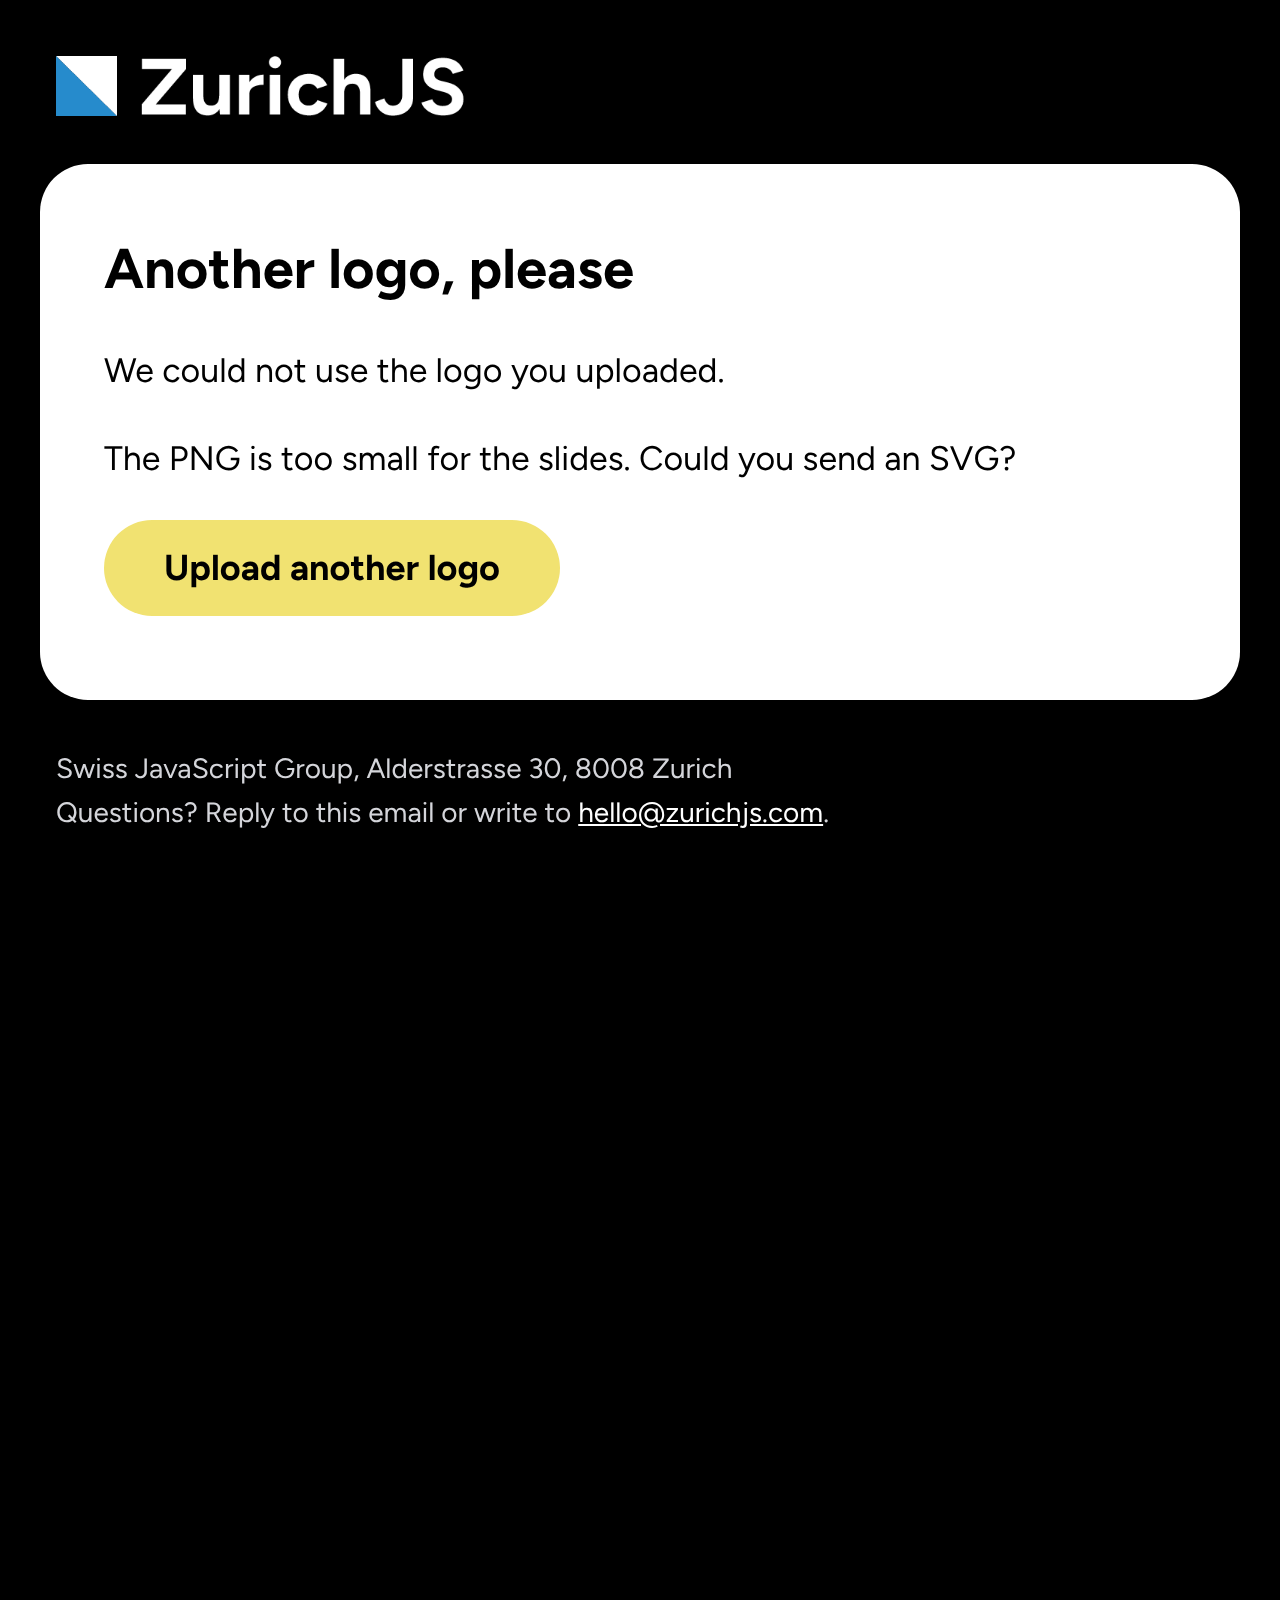 ZurichJS
Another logo, please
We could not use the logo you uploaded.
The PNG is too small for the slides. Could you send an SVG?
Upload another logo
Swiss JavaScript Group, Alderstrasse 30, 8008 Zurich
Questions? Reply to this email or write to hello@zurichjs.com.